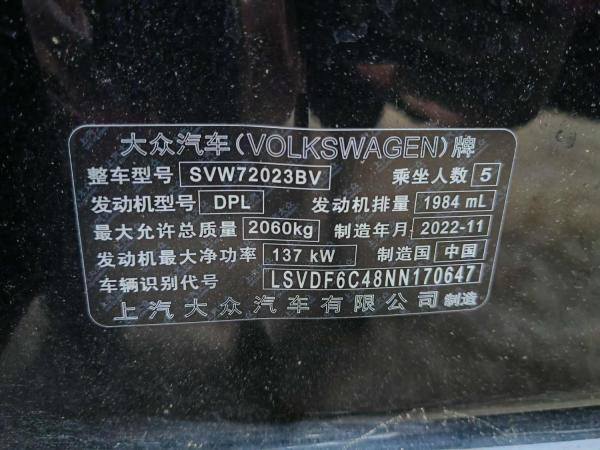 大众汽车(VOLKSWAGEN)牌
整车型号 SVW72023BV 乘坐人数 5
发动机型号 DPL 发动机排量 1984 mL
最大允许总质量 2060kg 制造年月 2022-11
发动机最大净功率 137 kW 制造国 中国
车辆识别代号 LSVDF6C48NN170647
上汽大众汽车有限公司 制造